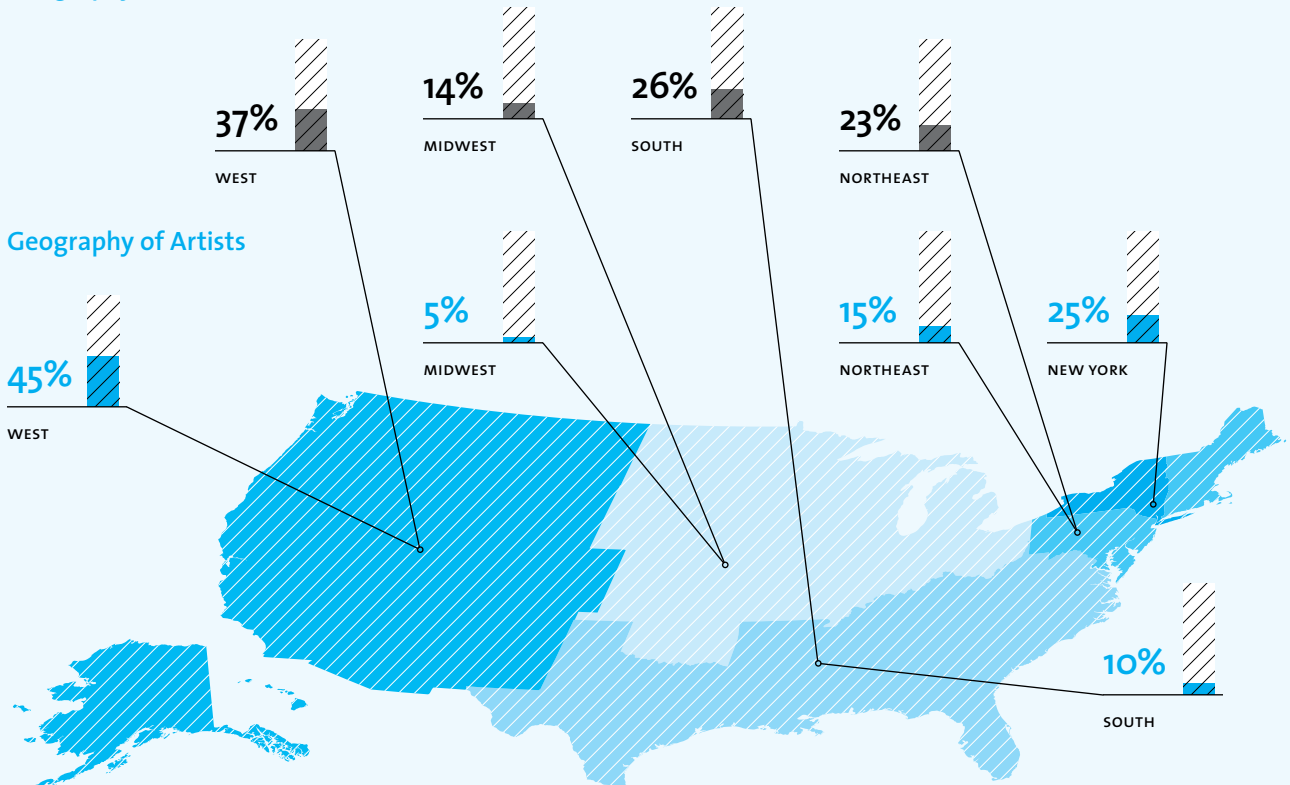 37%
WEST
14%
MIDWEST
26%
SOUTH
23%
NORTHEAST
Geography of Artists
45%
WEST
5%
MIDWEST
15%
NORTHEAST
25%
NEW YORK
10%
SOUTH